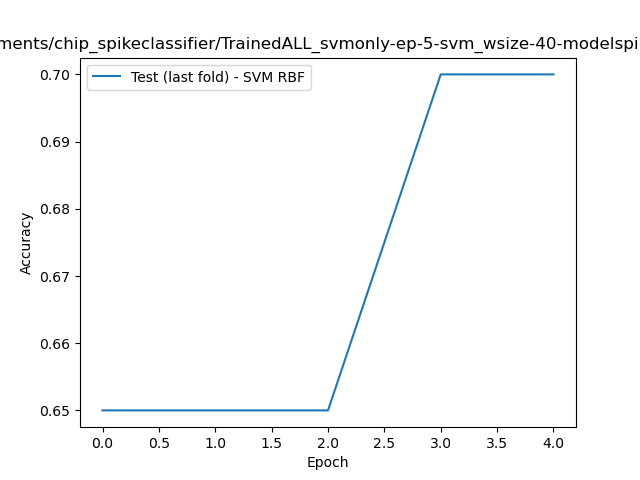 ments/chip_spikeclassifier/TrainedALL_svmonly-ep-5-svm_wsize-40-modelspi
Test (last fold) - SVM RBF
0.70
0.69
0.68
0.67
0.66
0.65
Accuracy
0.0 0.5 1.0 1.5 2.0 2.5 3.0 3.5 4.0
Epoch